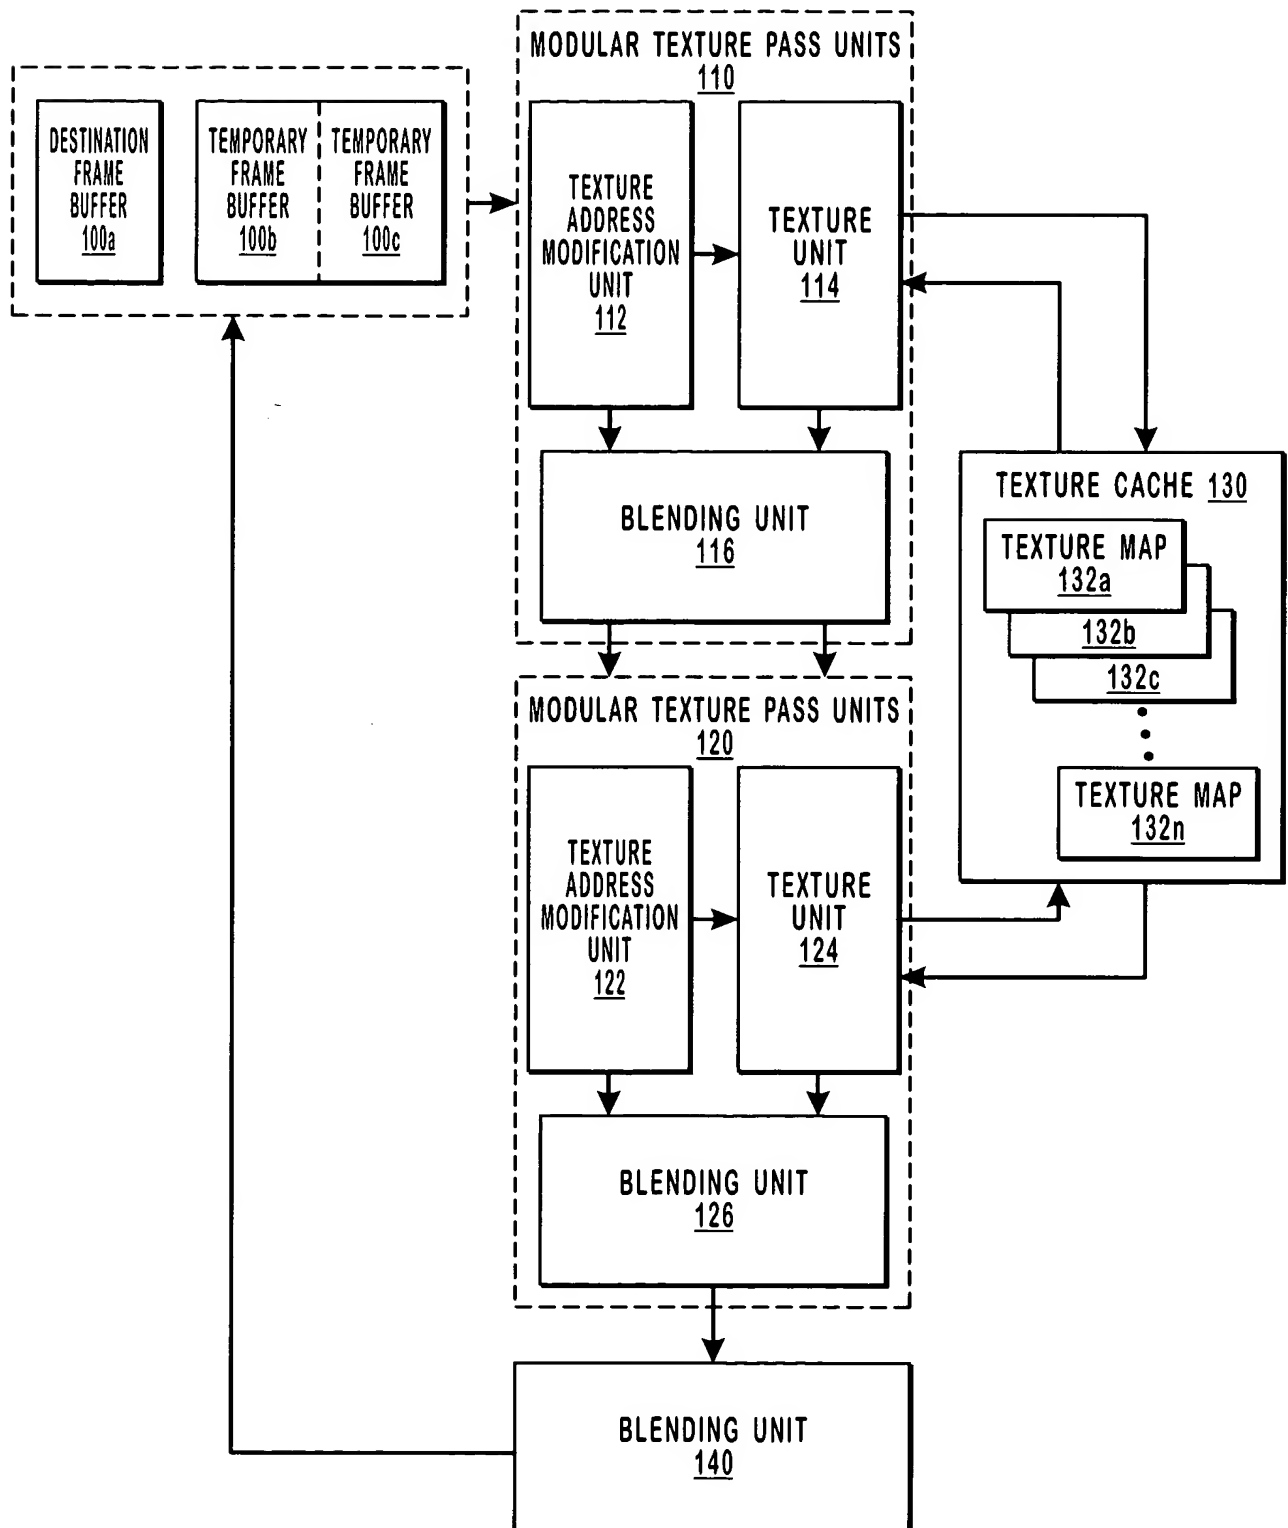 MODULAR TEXTURE PASS UNITS
110
DESTINATION
FRAME
BUFFER
100a
TEMPORARY
FRAME
BUFFER
100b
TEMPORARY
FRAME
BUFFER
100c
TEXTURE
ADDRESS
MODIFICATION
UNIT
112
TEXTURE
UNIT
114
BLENDING UNIT
116
TEXTURE CACHE 130
TEXTURE MAP
132a
132b
132c
TEXTURE MAP
132n
MODULAR TEXTURE PASS UNITS
120
TEXTURE
ADDRESS
MODIFICATION
UNIT
122
TEXTURE
UNIT
124
BLENDING UNIT
126
BLENDING UNIT
140